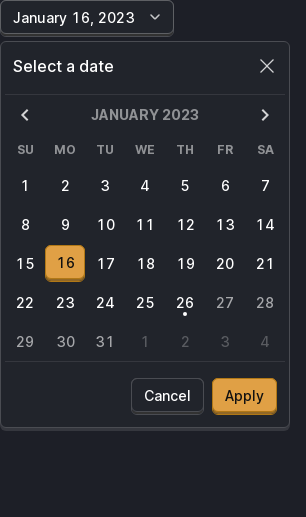 January 16, 2023
Select a date
JANUARY 2023
SU MO TU WE TH FR SA
1 2 3 4 5 6 7
8 9 10 11 12 13 14
15 16 17 18 19 20 21
22 23 24 25 26 27 28
29 30 31 1 2 3 4
Cancel Apply